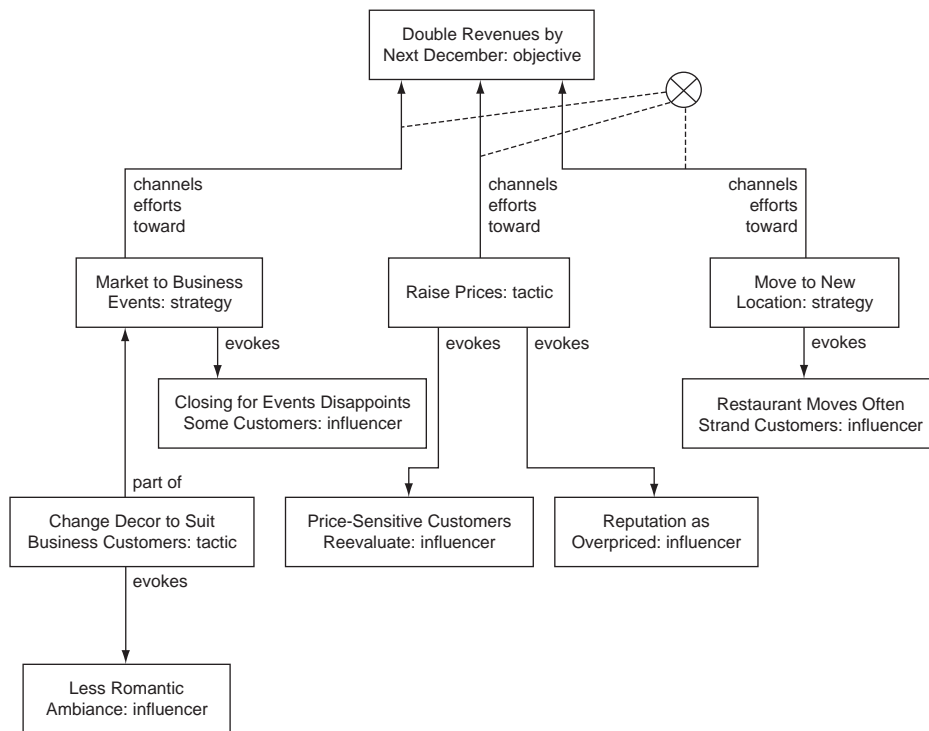 Double Revenues by
Next December: objective
channels
efforts
toward
channels
efforts
toward
channels
efforts
toward
Market to Business
Events: strategy
Raise Prices: tactic
Move to New
Location: strategy
evokes
evokes
evokes
evokes
Closing for Events Disappoints
Some Customers: influencer
Restaurant Moves Often
Strand Customers: influencer
part of
Change Decor to Suit
Business Customers: tactic
Price-Sensitive Customers
Reevaluate: influencer
Reputation as
Overpriced: influencer
evokes
Less Romantic
Ambiance: influencer